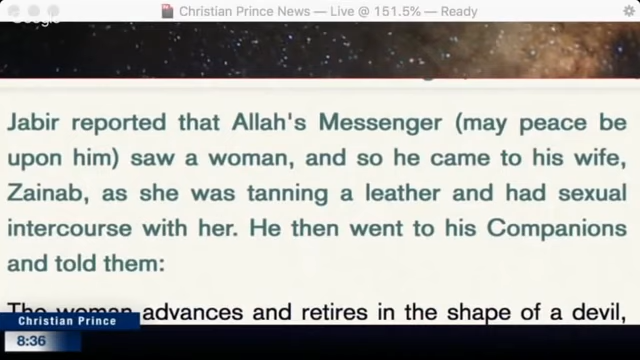 Christian Prince News — Live @ 151.5% — Ready
Google
Jabir reported that Allah's Messenger (may peace be
upon him) saw a woman, and so he came to his wife,
Zainab, as she was tanning a leather and had sexual
intercourse with her. He then went to his Companions
and told them:
The woman advances and retires in the shape of a devil,
Christian Prince
8:36